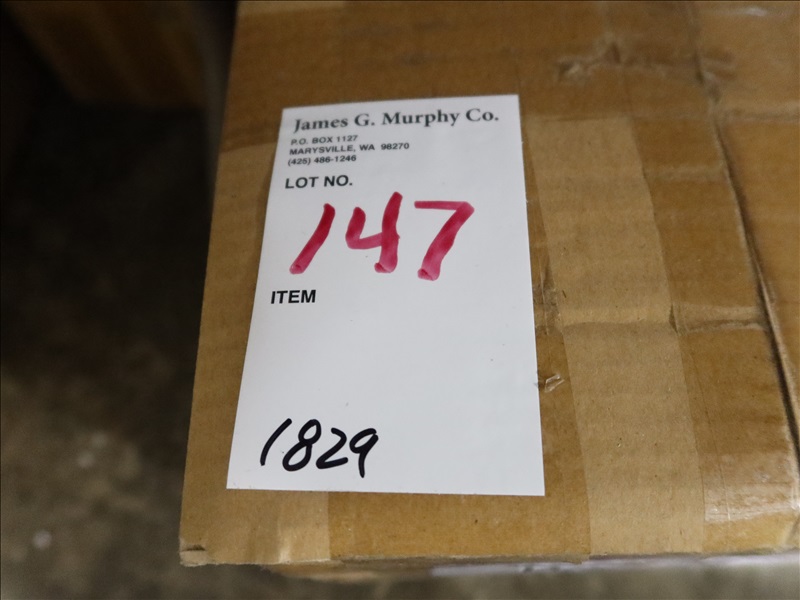 James G. Murphy Co.
P.O. BOX 1127
MARYSVILLE, WA 98270
(425) 486-1246
LOT NO.
147
ITEM
1829